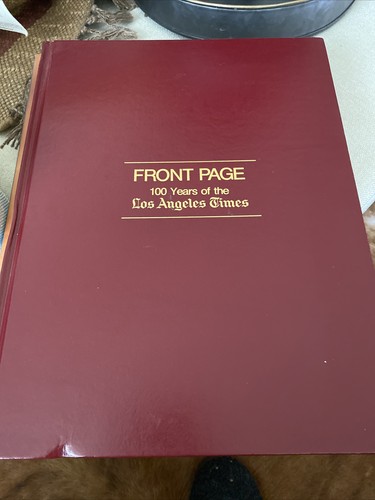 FRONT PAGE
100 Years of the
Los Angeles Times